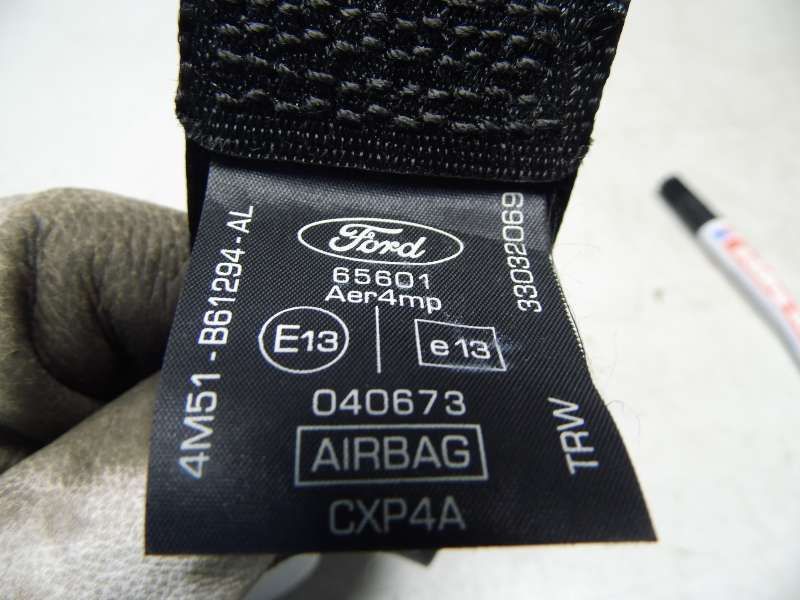 Ford
65601
Aer4mp
E13
e13
040673
AIRBAG
CXP4A
4M51-B61294-AL
33032069
TRW